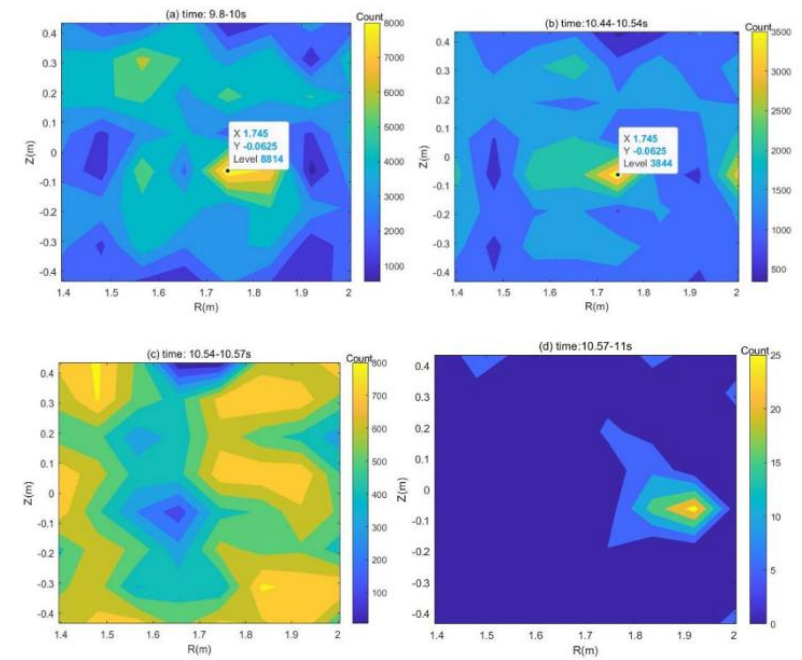 (a) time: 9.8-10s
Count
0.4
0.3
0.2
0.1
0
-0.1
-0.2
-0.3
-0.4
Z(m)
X 1.745
Y -0.0625
Level 8814
1.4 1.5 1.6 1.7 1.8 1.9 2
R(m)
8000
7000
6000
5000
4000
3000
2000
1000
(b) time:10.44-10.54s
Count
0.4
0.3
0.2
0.1
0
-0.1
-0.2
-0.3
-0.4
Z(m)
X 1.745
Y -0.0625
Level 3844
1.4 1.5 1.6 1.7 1.8 1.9 2
R(m)
3500
3000
2500
2000
1500
1000
500
(c) time: 10.54-10.57s
Count
0.4
0.3
0.2
0.1
0
-0.1
-0.2
-0.3
-0.4
Z(m)
1.4 1.5 1.6 1.7 1.8 1.9 2
R(m)
800
700
600
500
400
300
200
100
(d) time:10.57-11s
Count
0.4
0.3
0.2
0.1
0
-0.1
-0.2
-0.3
-0.4
Z(m)
1.4 1.5 1.6 1.7 1.8 1.9 2
R(m)
25
20
15
10
5
0